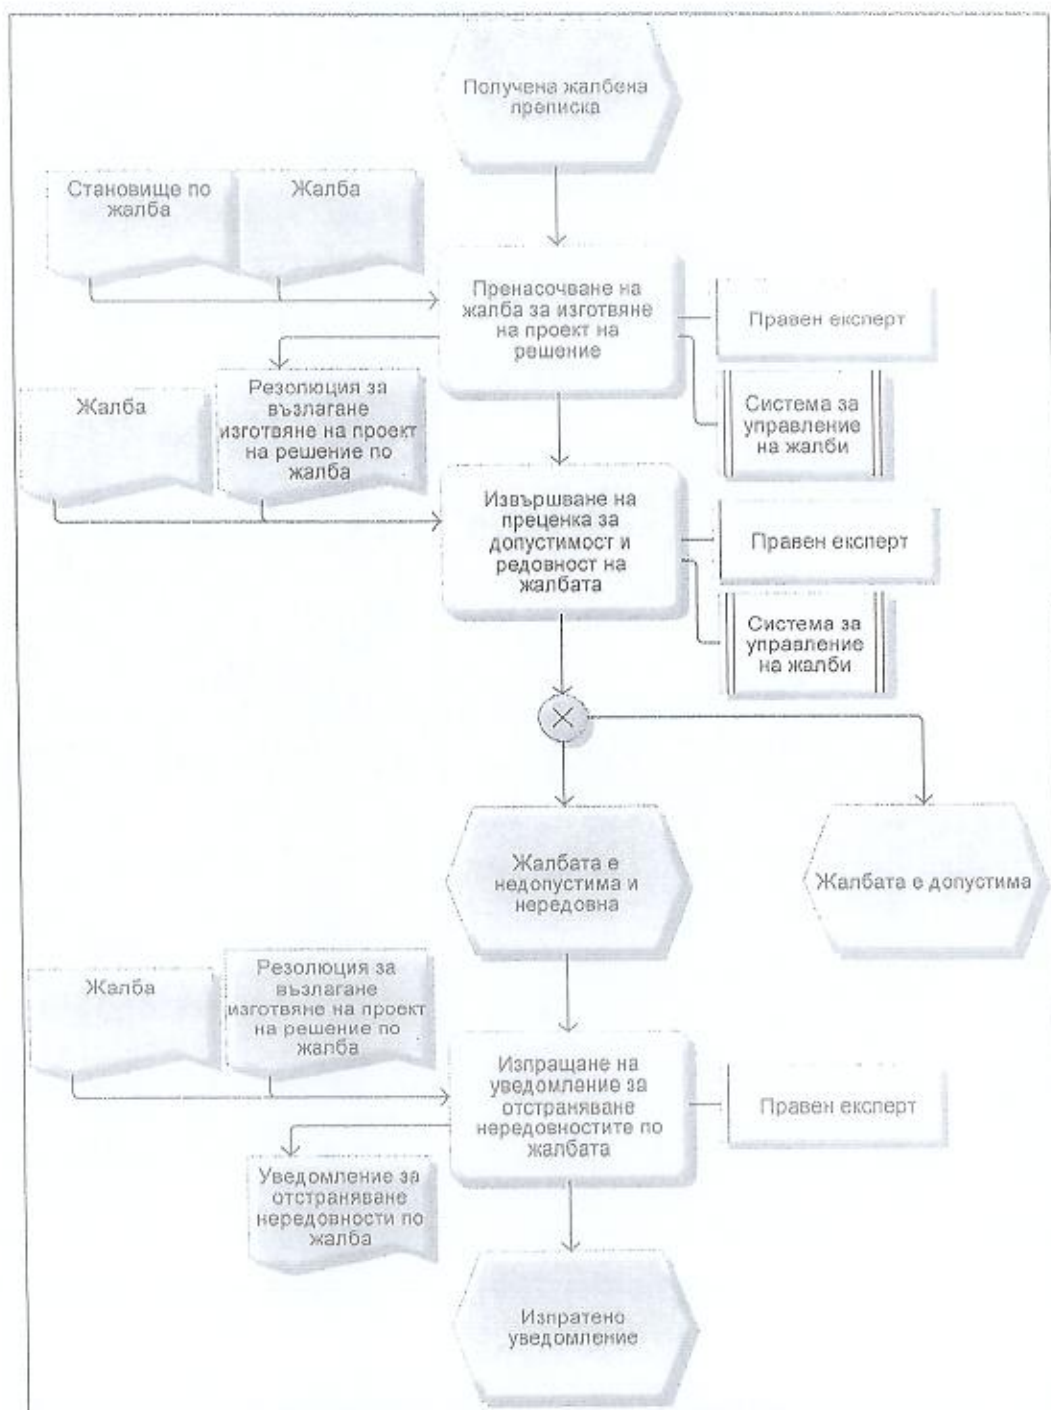 Получена жалбена
преписка
Становище по
жалба
Жалба
Пренасочване на
жалба за изготвяне
на проект на
решение
Правен експерт
Система за
управление
на жалби
Жалба
Резолюция за
възлагане
изготвяне на проект
на решение по
жалба
Извършване на
преценка за
допустимост и
редовност на
жалбата
Правен експерт
Система за
управление
на жалби
Жалбата е
недопустима и
нередовна
Жалбата е допустима
Жалба
Резолюция за
възлагане
изготвяне на проект
на решение по
жалба
Изпращане на
уведомление за
отстраняване
нередовностите по
жалбата
Правен експерт
Уведомление за
отстраняване
нередовности по
жалба
Изпратено
уведомление